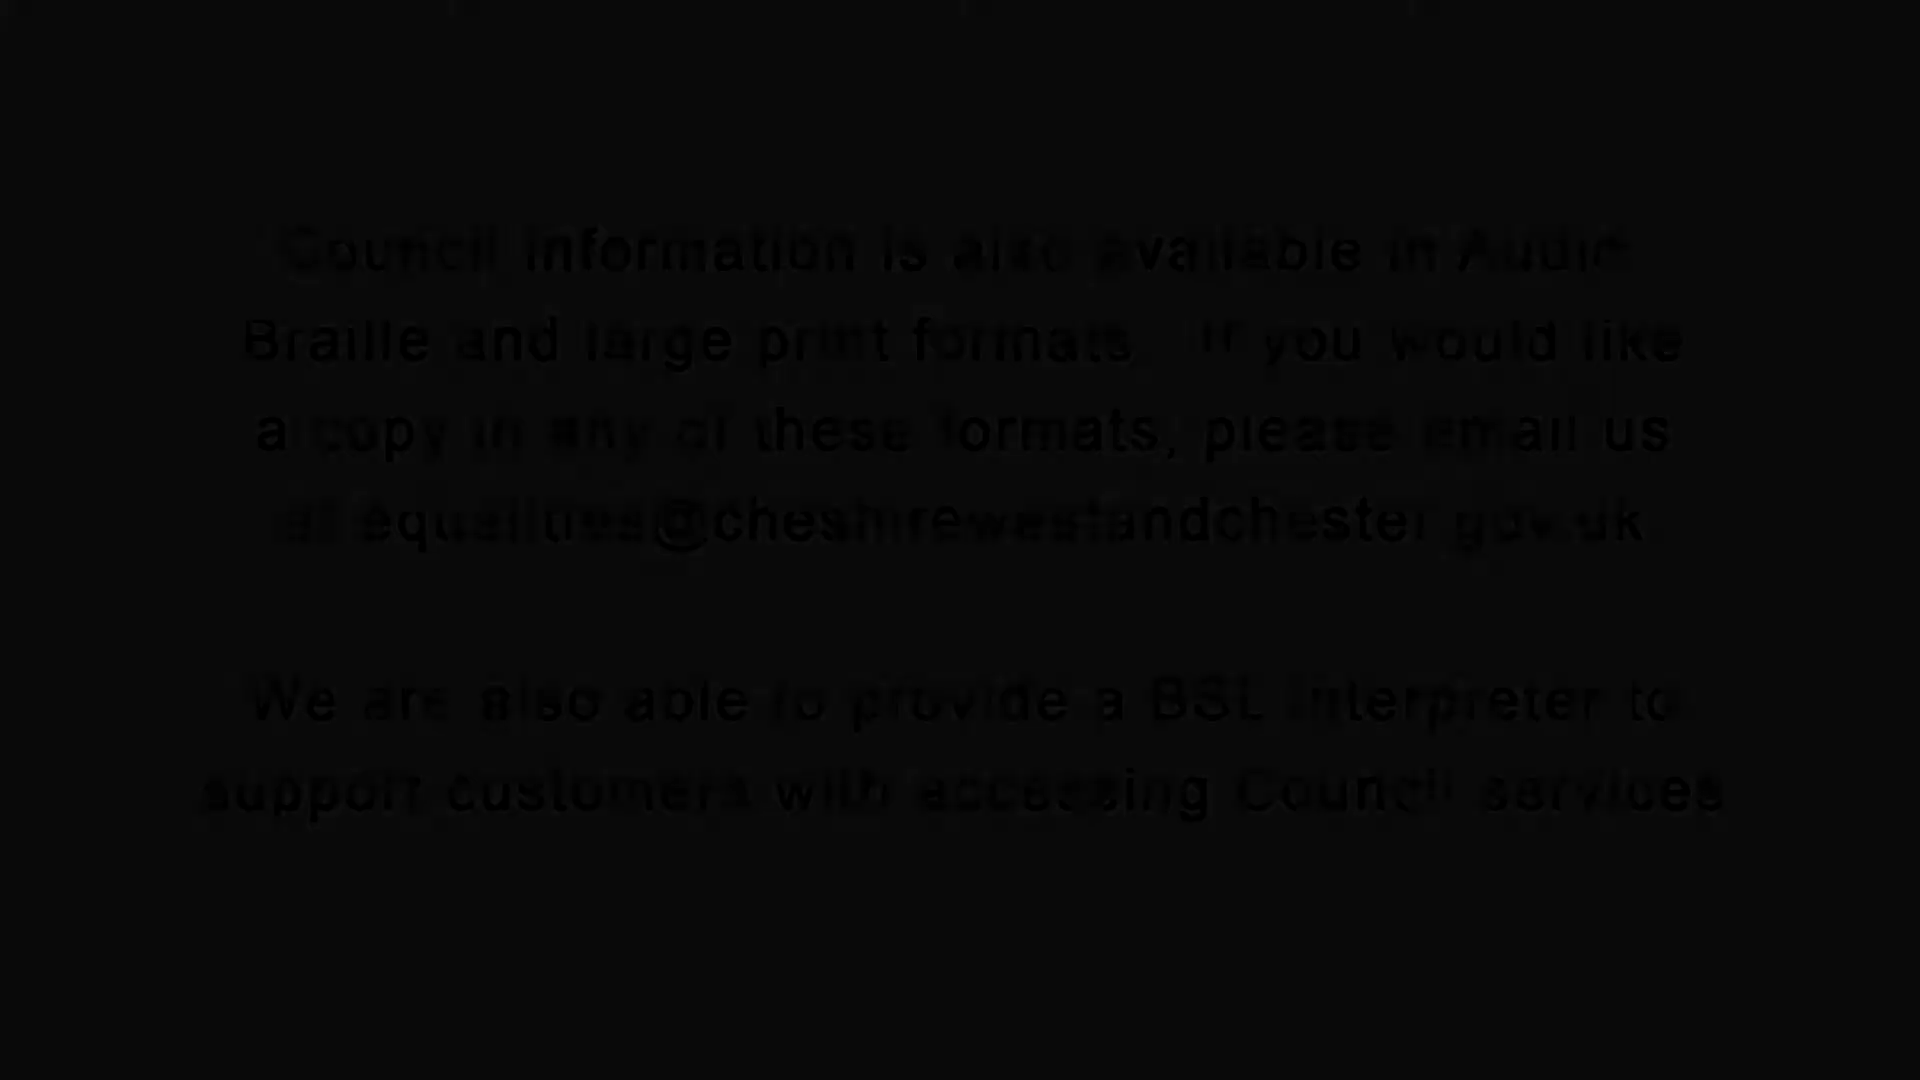 Council information is also available in Audio
Braille and large print formats. If you would like
a copy in any of these formats, please email us
at equalities@cheshirewestandchester.gov.uk
We are also able to provide a BSL interpreter to
support customers with accessing Council services